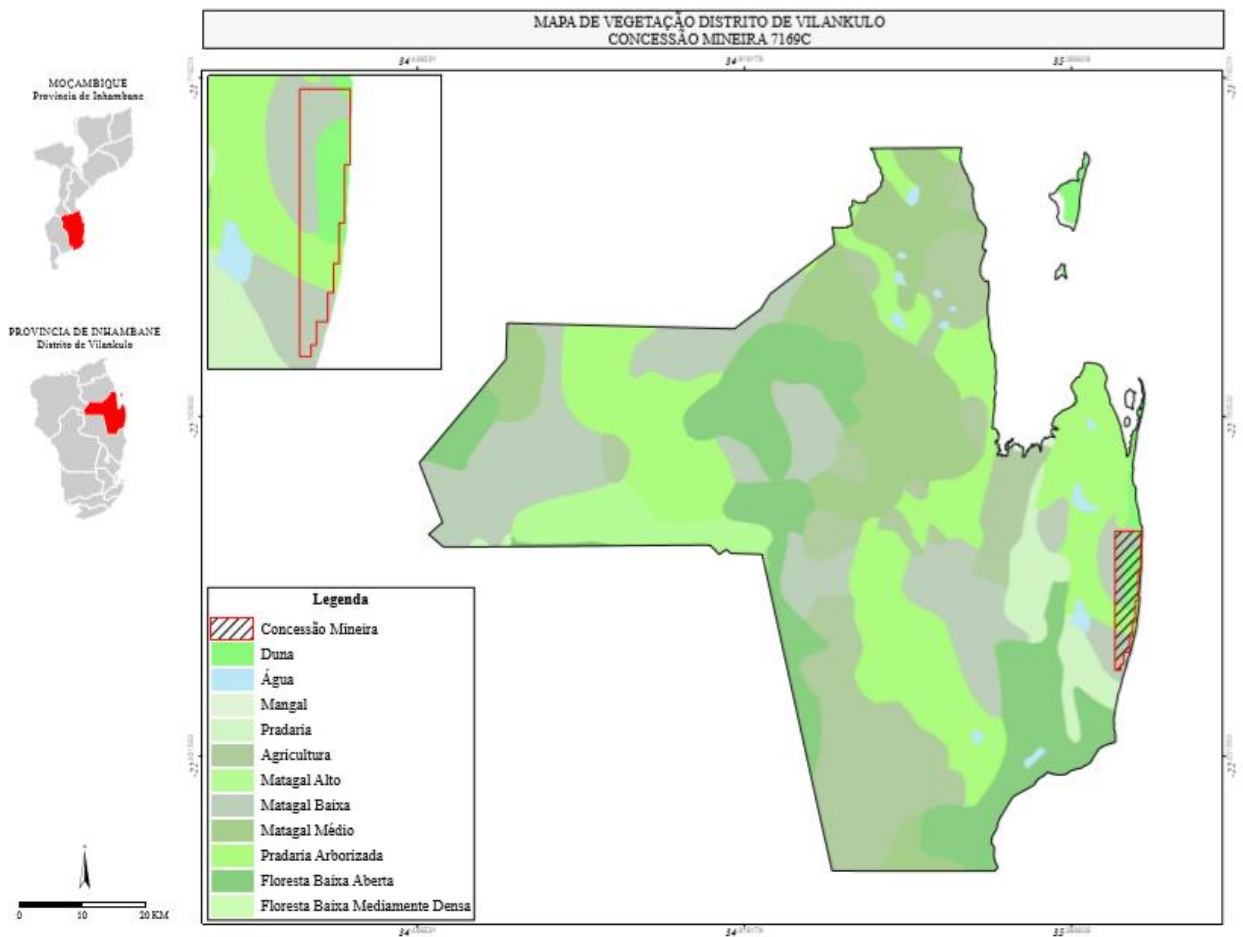 MAPA DE VEGETAÇÃO DISTRITO DE VILANKULO
CONCESSÃO MINEIRA 7169C
MOÇAMBIQUE
Provincia de Inhambane
PROVINCIA DE INHAMBANE
Distrito de Vilankulo
Legenda
Concessão Mineira
Duna
Água
Mangal
Pradaria
Agricultura
Matagal Alto
Matagal Baixa
Matagal Médio
Pradaria Arborizada
Floresta Baixa Aberta
Floresta Baixa Mediamente Densa
0 10 20 KM